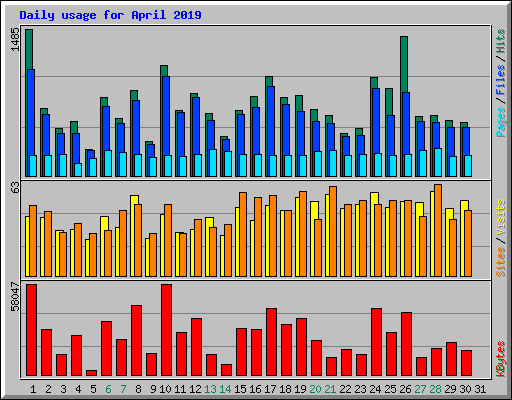 Daily usage for April 2019
1485
Pages / Files / Hits
63
Sites / Visits
58047
KBytes
1 2 3 4 5 6 7 8 9 10 11 12 13 14 15 16 17 18 19 20 21 22 23 24 25 26 27 28 29 30 31